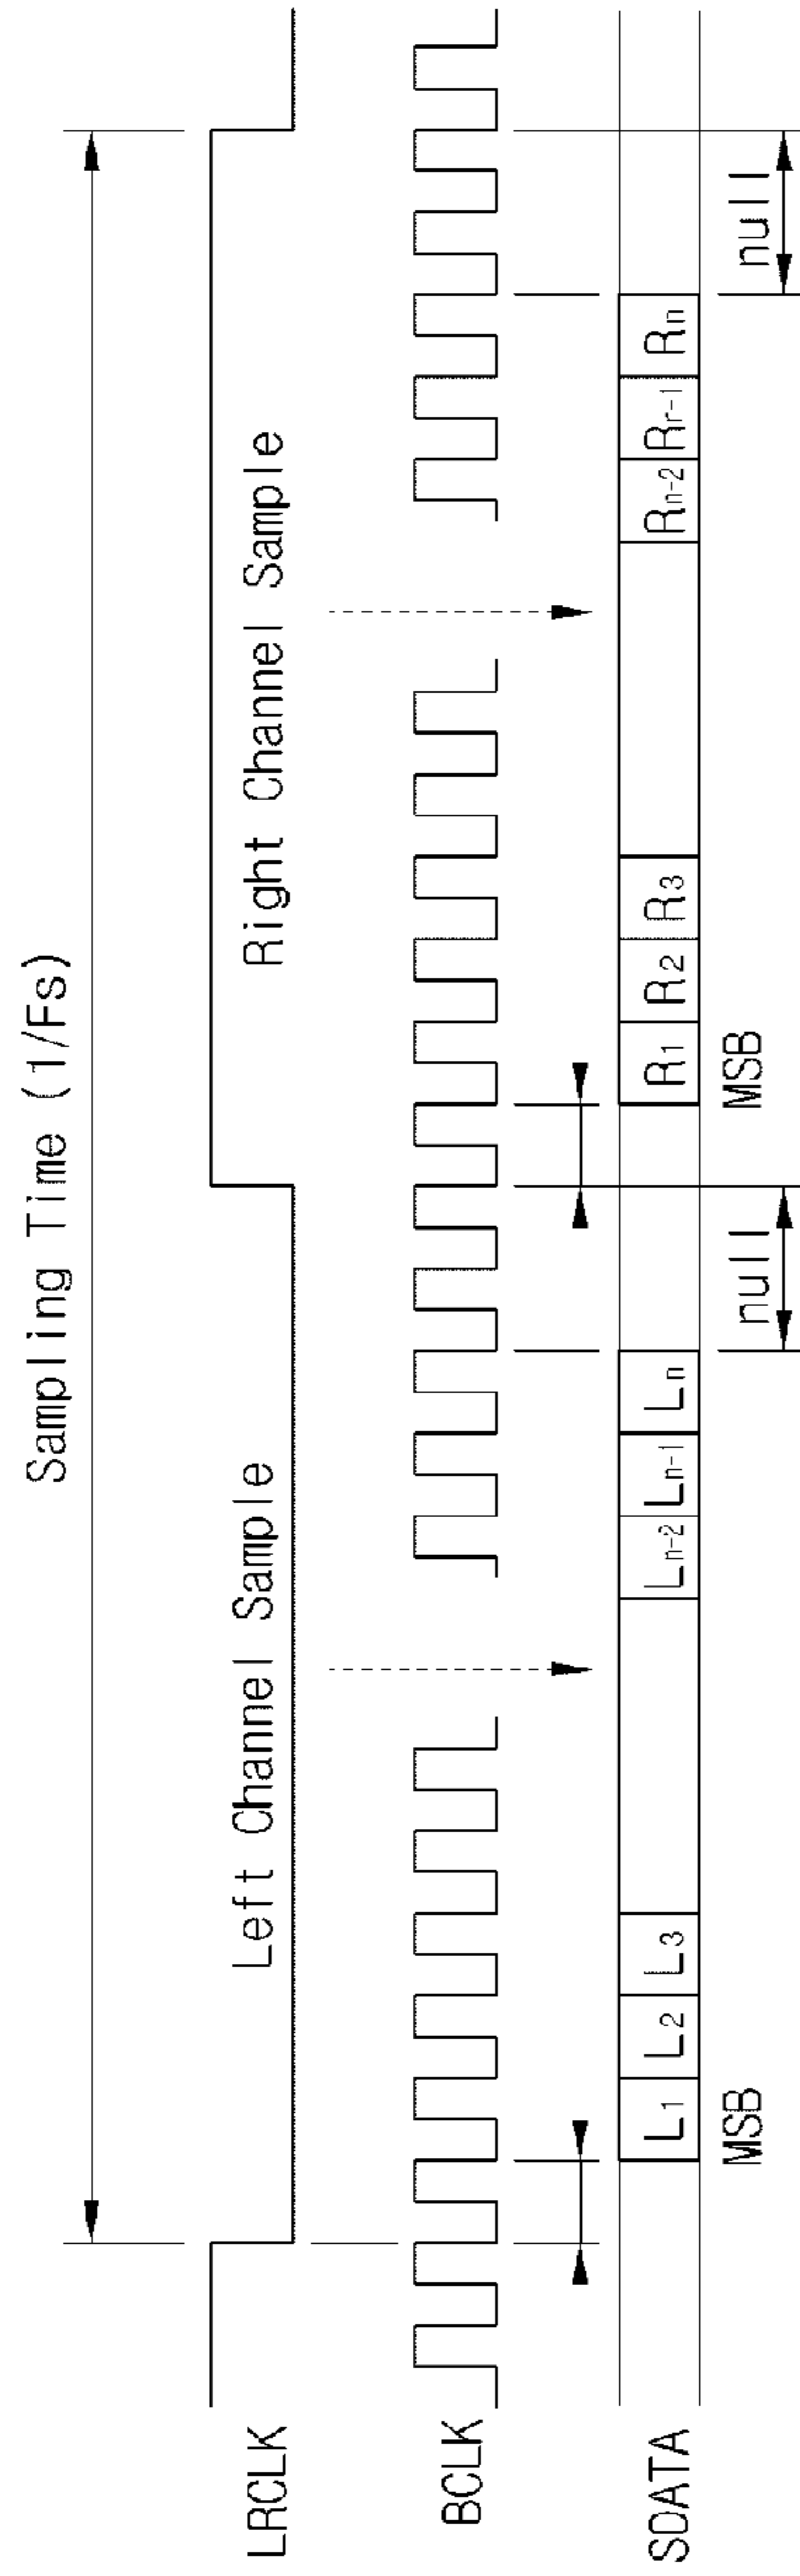 Sampling Time (1/Fs)
LRCLK
Left Channel Sample
Right Channel Sample
BCLK
SDATA
L1 L2 L3 Ln-2 Ln-1 Ln R1 R2 R3 Rn-2 Rr-1 Rn
MSB null MSB null